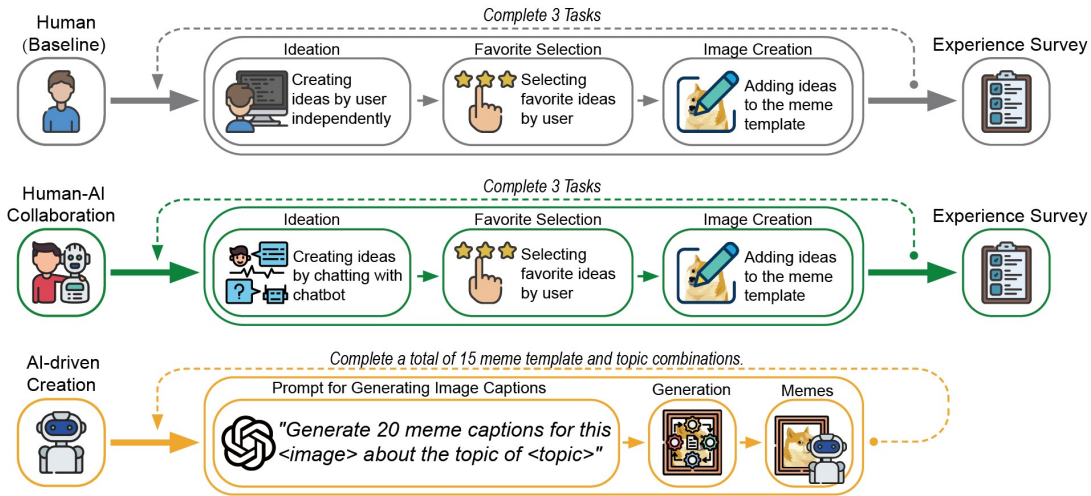 Complete 3 Tasks
Human
(Baseline)
Ideation
Creating
ideas by user
independently
Favorite Selection
Selecting
favorite ideas
by user
Image Creation
Adding ideas
to the meme
template
Experience Survey
Complete 3 Tasks
Human-AI
Collaboration
Ideation
Creating ideas
by chatting with
chatbot
?
Favorite Selection
Selecting
favorite ideas
by user
Image Creation
Adding ideas
to the meme
template
Experience Survey
Complete a total of 15 meme template and topic combinations.
AI-driven
Creation
Prompt for Generating Image Captions
"Generate 20 meme captions for this
<image> about the topic of <topic>"
Generation
Memes